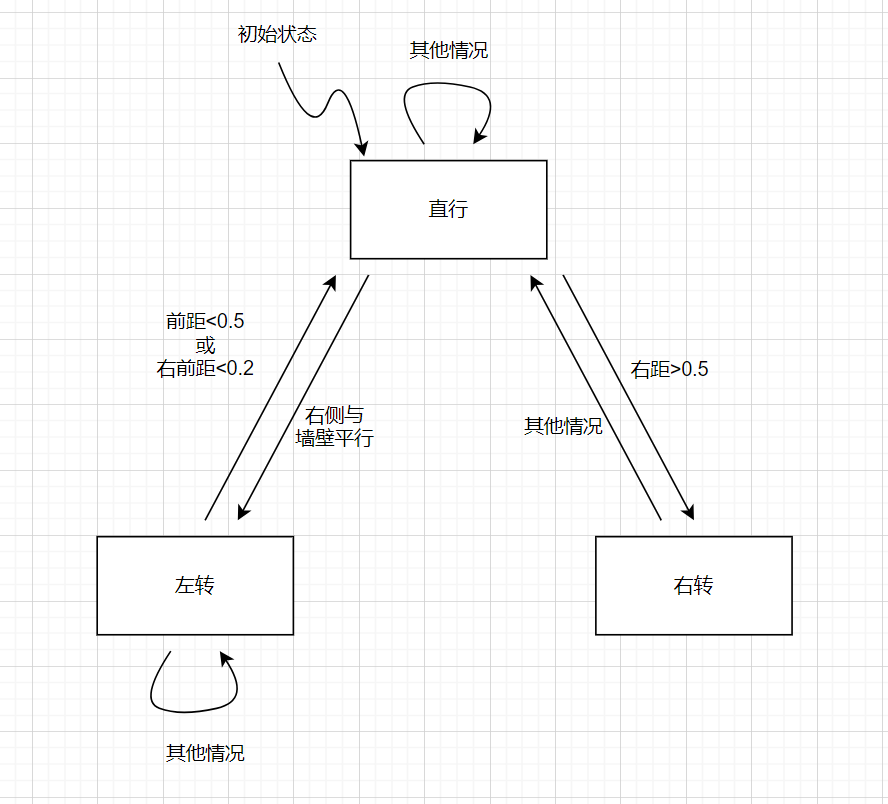 初始状态
其他情况
直行
前距<0.5
或
右前距<0.2
右侧与
墙壁平行
右距>0.5
其他情况
左转
右转
其他情况